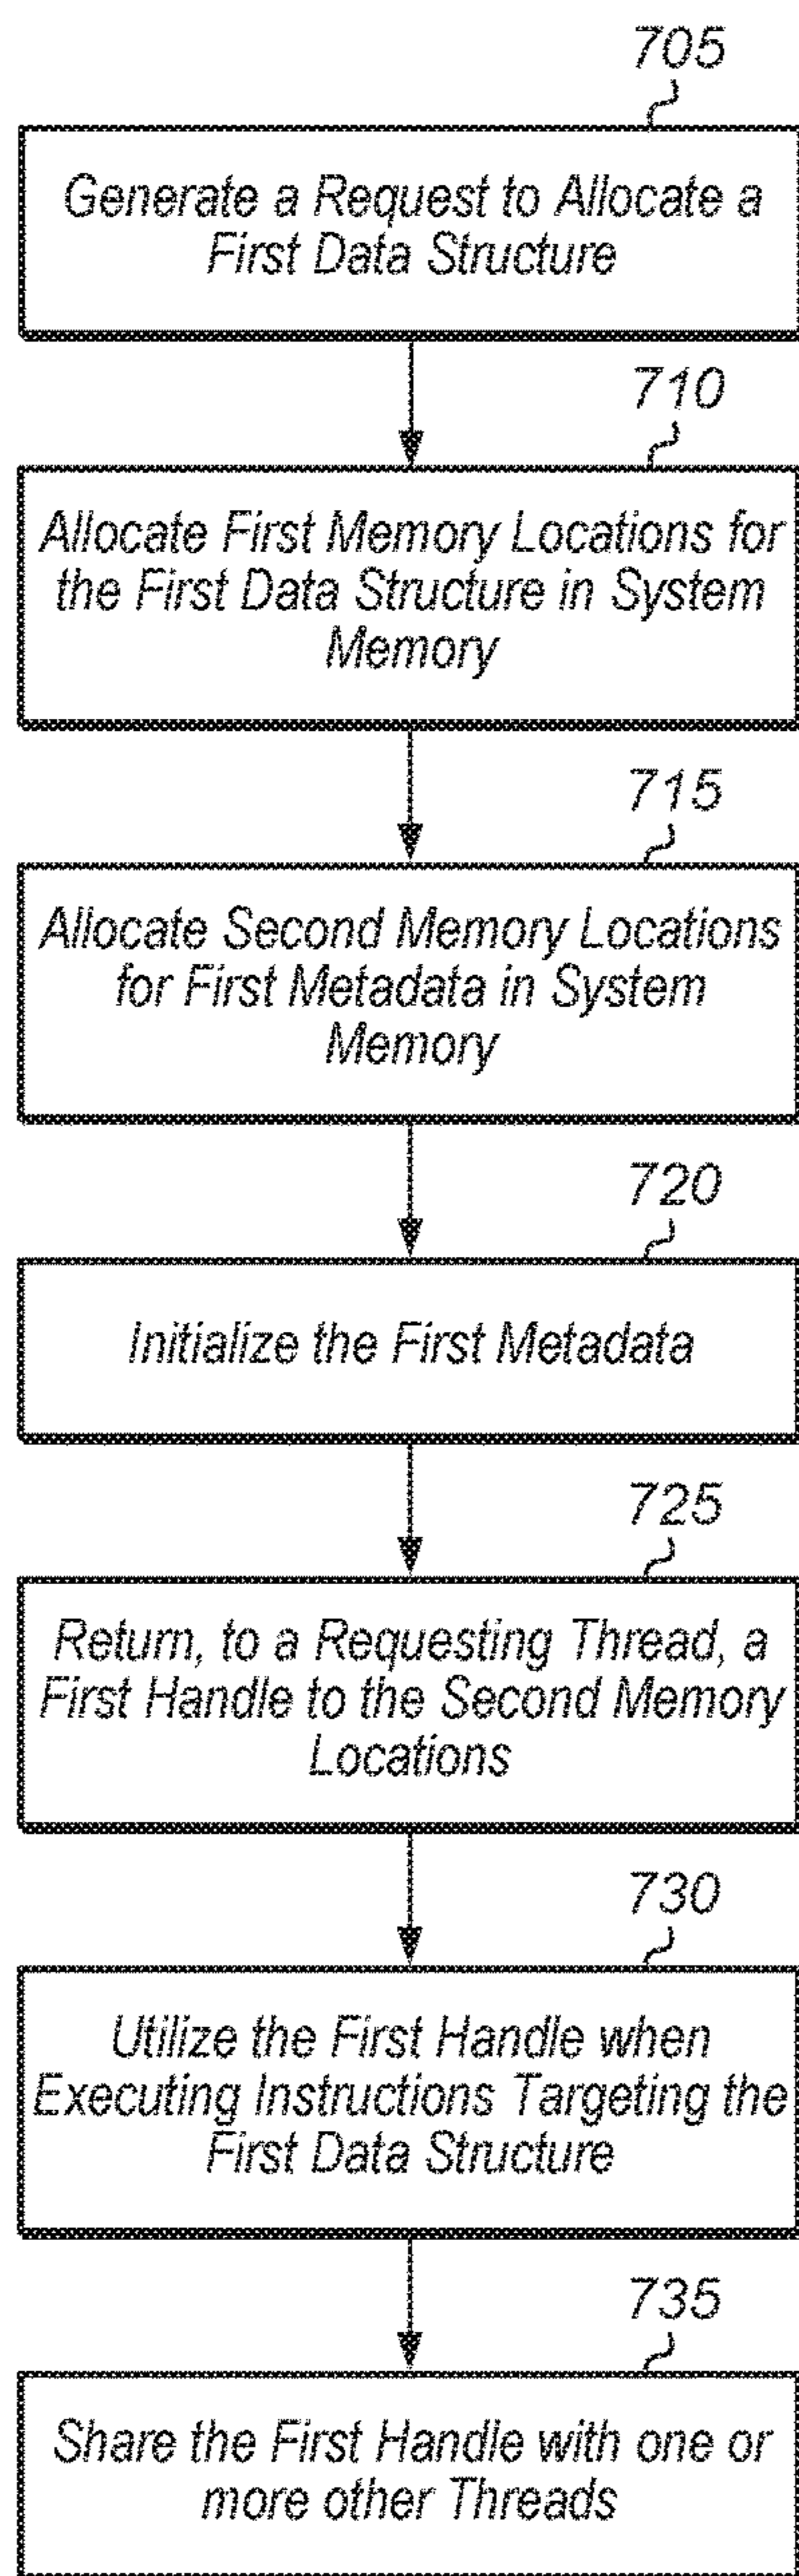 705
Generate a Request to Allocate a
First Data Structure
710
Allocate First Memory Locations for
the First Data Structure in System
Memory
715
Allocate Second Memory Locations
for First Metadata in System
Memory
720
Initialize the First Metadata
725
Return, to a Requesting Thread, a
First Handle to the Second Memory
Locations
730
Utilize the First Handle when
Executing Instructions Targeting the
First Data Structure
735
Share the First Handle with one or
more other Threads